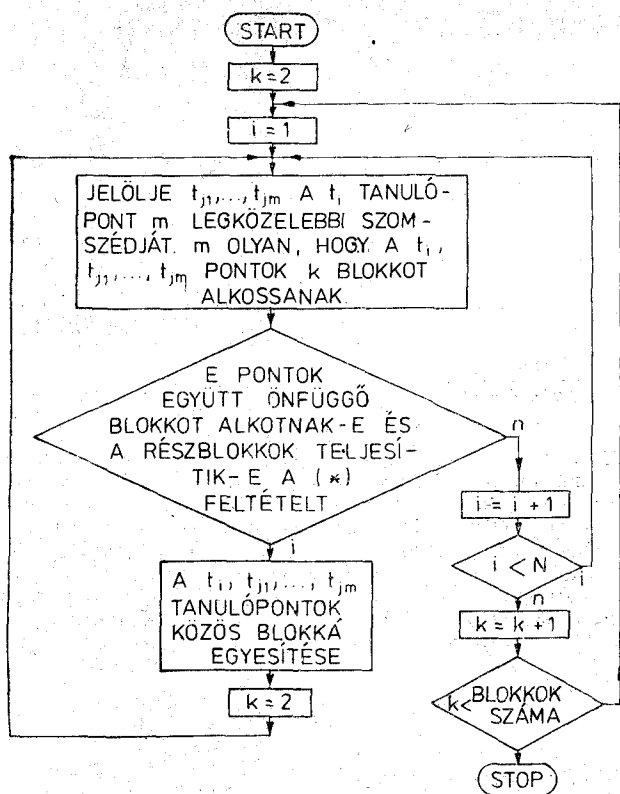 START
k=2
i=1
JELÖLJE t_j1,...,t_jm A t_i TANULÓ-
PONT m LEGKÖZELEBBI SZOM-
SZÉDJÁT. m OLYAN, HOGY A t_i,
t_j1,..., t_jm PONTOK k BLOKKOT
ALKOSSANAK.
E PONTOK
EGYÜTT ÖNFÜGGŐ
BLOKKOT ALKOTNAK-E ÉS
A RÉSZBLOKKOK TELJESÍ-
TIK-E A (*)
FELTÉTELT
n
i
A t_i, t_j1,..., t_jm
TANULÓPONTOK
KÖZÖS BLOKKÁ
EGYESÍTÉSE
k=2
i=i+1
i<N
i
n
k=k+1
k<BLOKKOK
SZÁMA
STOP